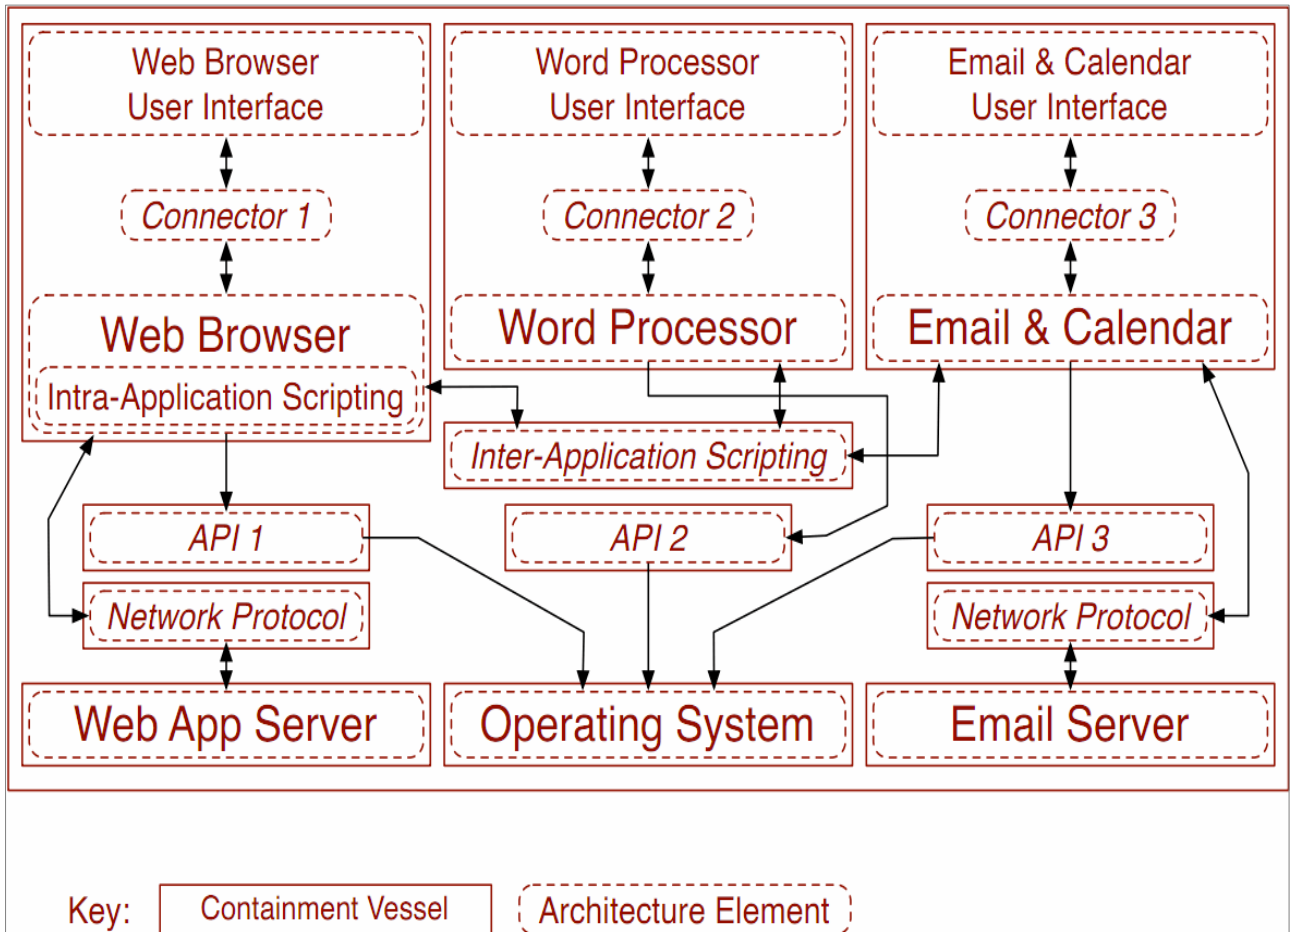 Web Browser
User Interface
Word Processor
User Interface
Email & Calendar
User Interface
Connector 1
Connector 2
Connector 3
Web Browser
Word Processor
Email & Calendar
Intra-Application Scripting
Inter-Application Scripting
API 1
API 2
API 3
Network Protocol
Network Protocol
Web App Server
Operating System
Email Server
Key:
Containment Vessel
Architecture Element